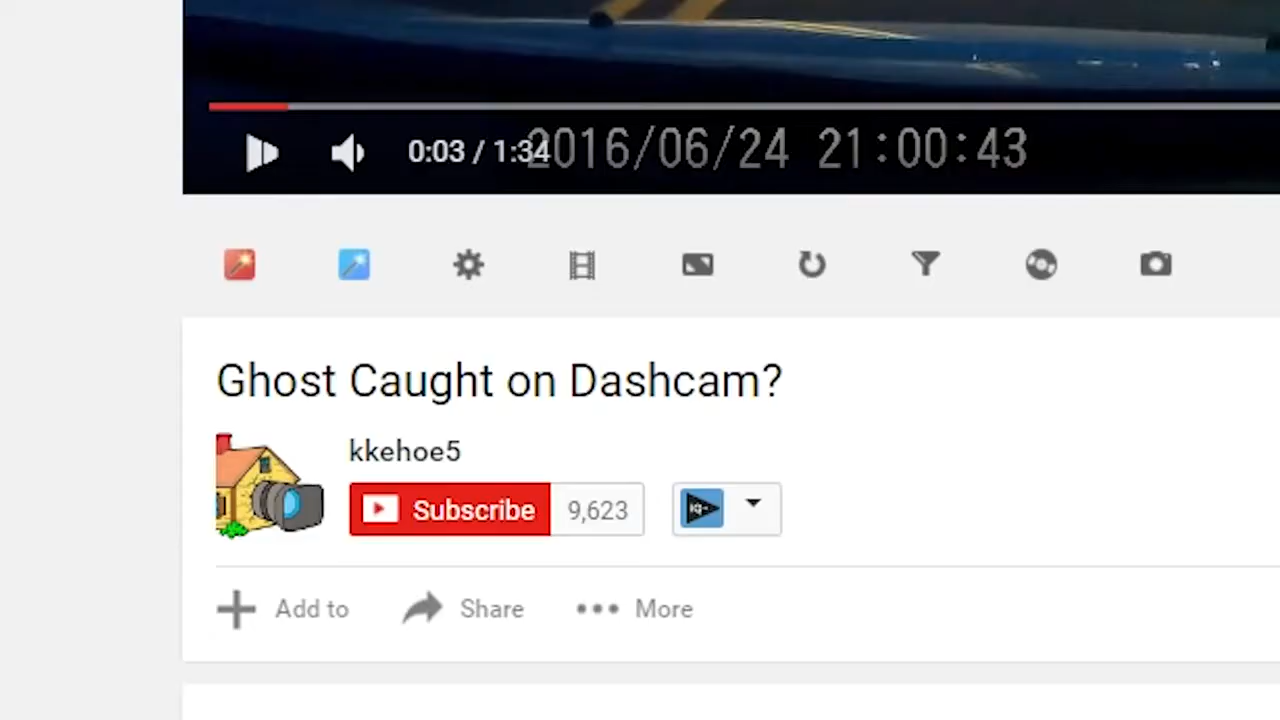 0:03 / 1:34
2016/06/24 21:00:43
Ghost Caught on Dashcam?
kkehoe5
Subscribe 9,623
IQ
Add to Share More